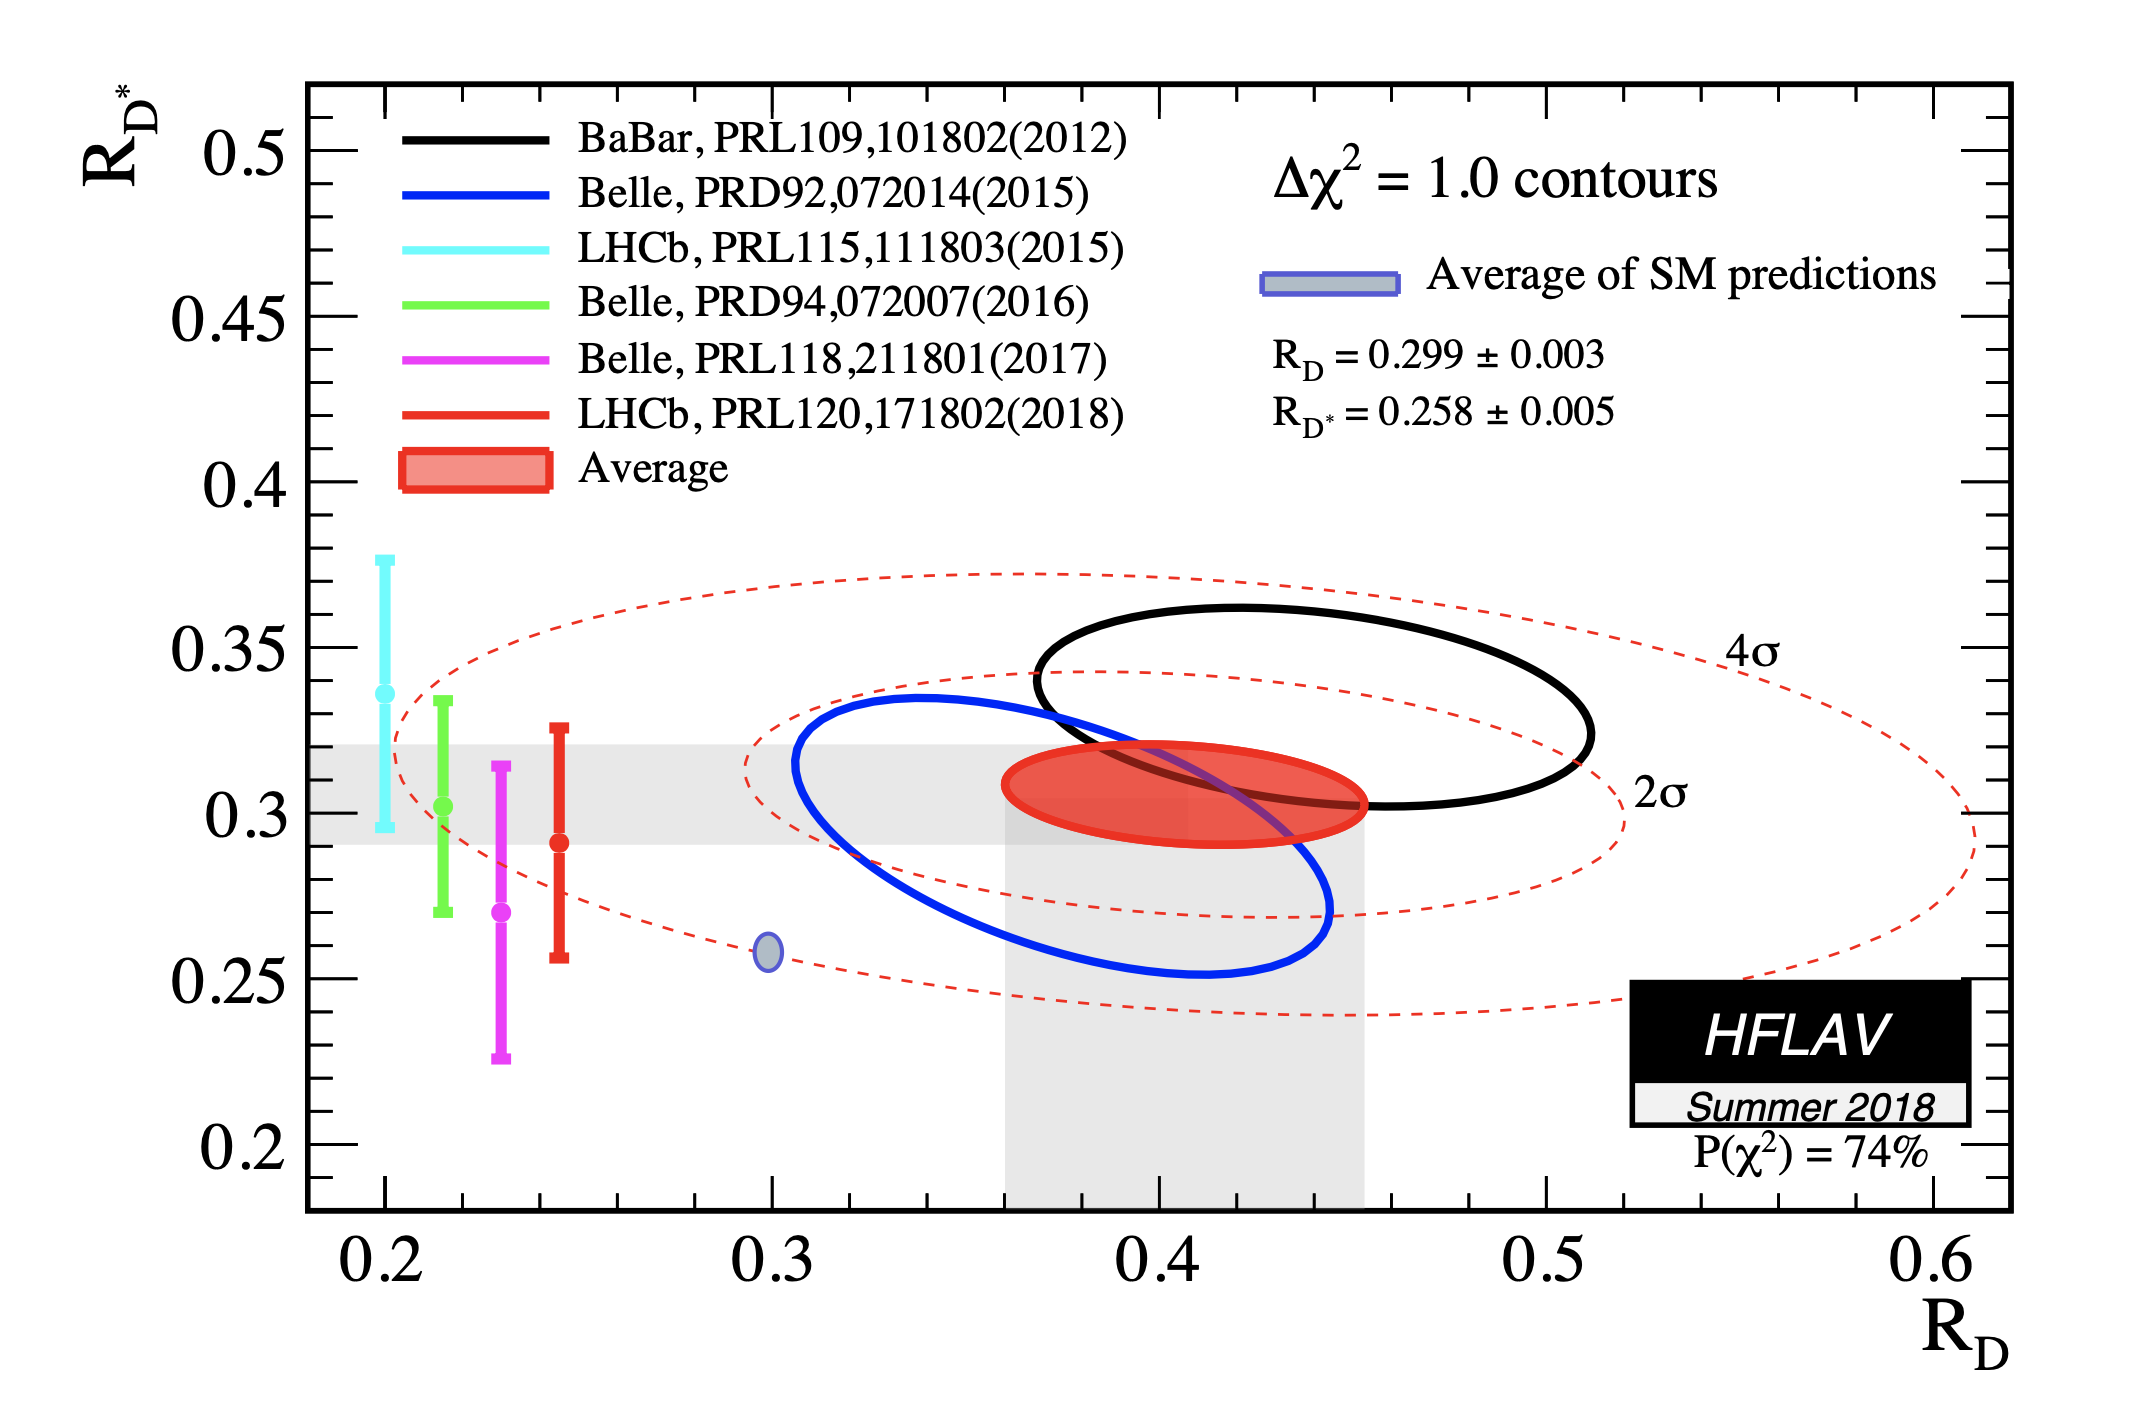 R_D*
0.5
0.45
0.4
0.35
0.3
0.25
0.2
BaBar, PRL109,101802(2012)
Belle, PRD92,072014(2015)
LHCb, PRL115,111803(2015)
Belle, PRD94,072007(2016)
Belle, PRL118,211801(2017)
LHCb, PRL120,171802(2018)
Average
Δχ² = 1.0 contours
Average of SM predictions
R_D = 0.299 ± 0.003
R_D* = 0.258 ± 0.005
4σ
2σ
HFLAV
Summer 2018
P(χ²) = 74%
0.2
0.3
0.4
0.5
0.6
R_D